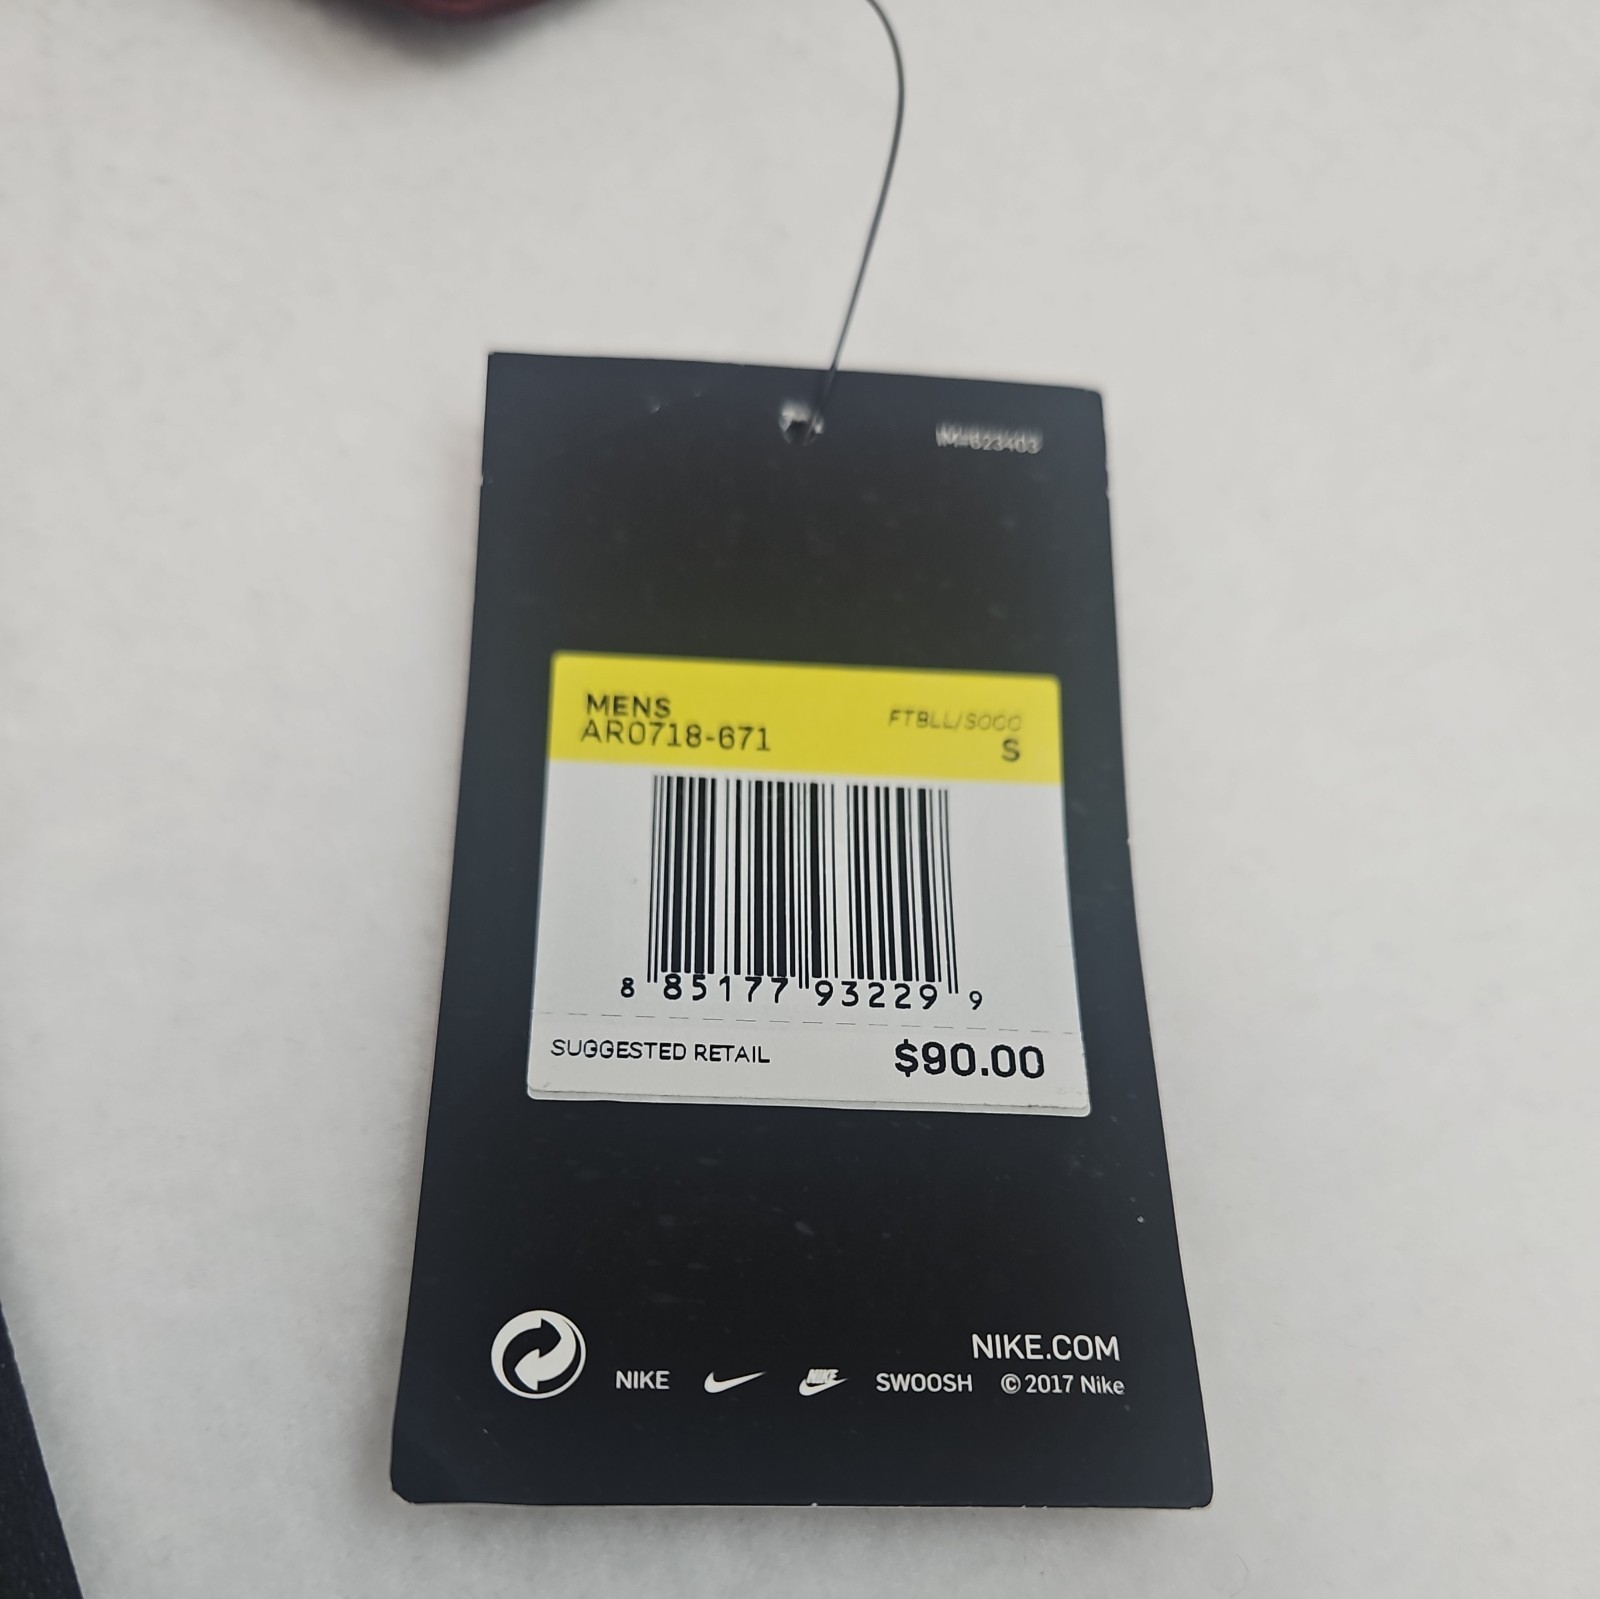 MENS
FTBLL/SOCC
AR0718-671
S
8 85177 93229 9
SUGGESTED RETAIL $90.00
NIKE.COM
NIKE NIKE SWOOSH © 2017 Nike